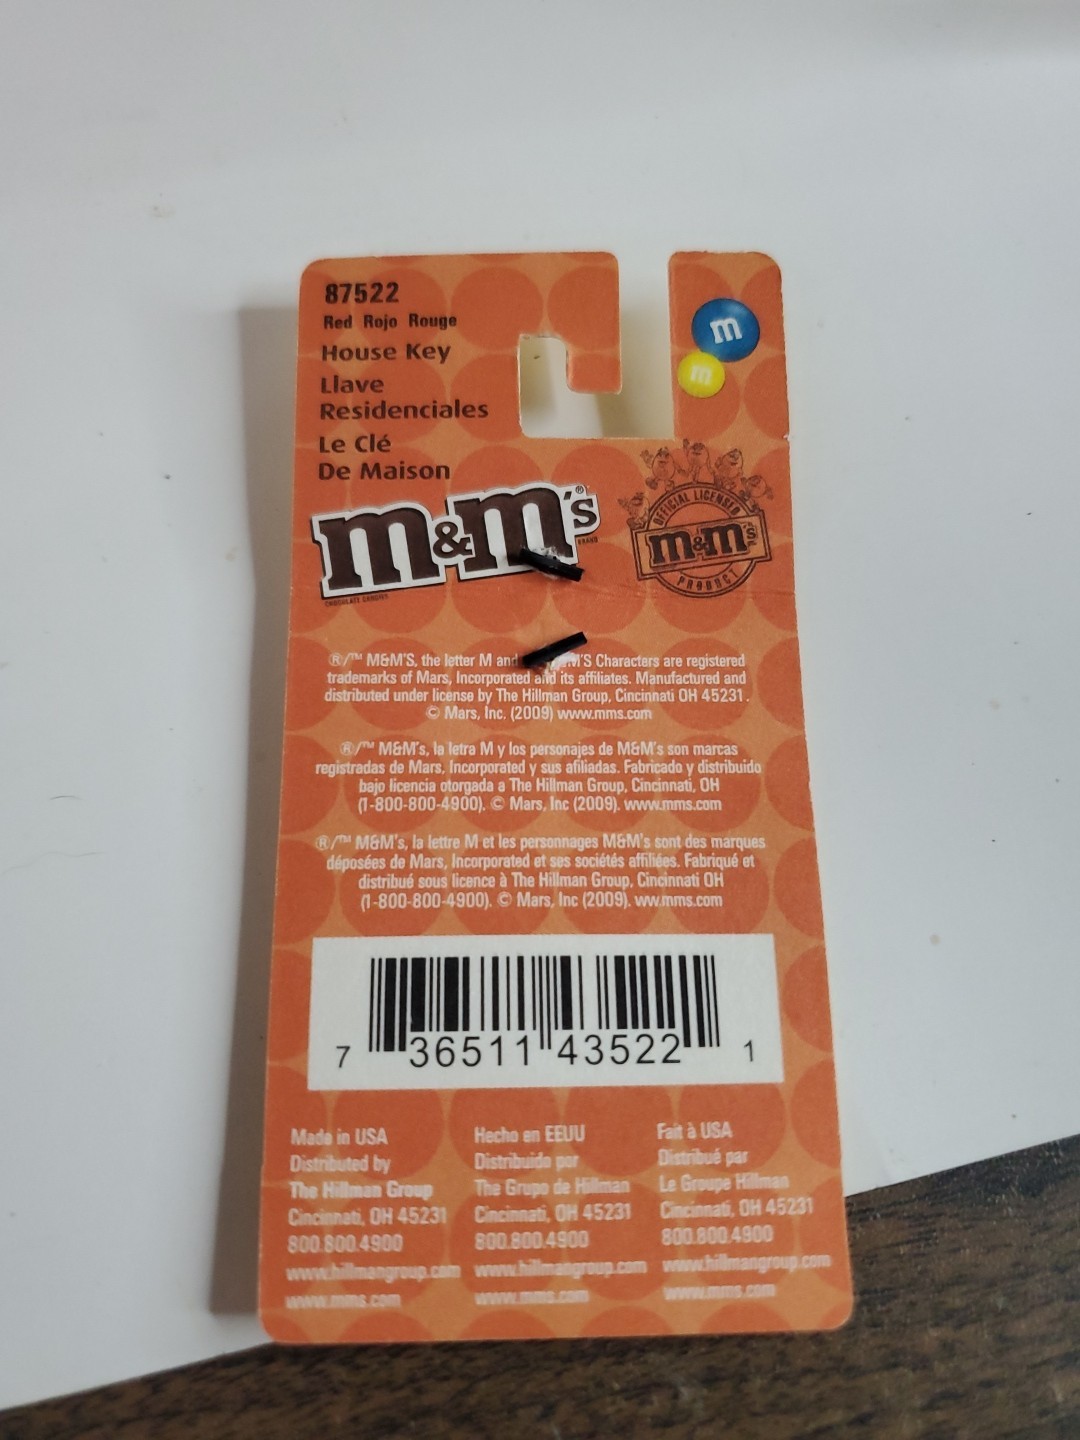 87522
Red Rojo Rouge
House Key
Llave
Residenciales
Le Clé
De Maison
m
m
m&m's®
BRAND
CHOCOLATE CANDIES
OFFICIAL LICENSED
m&m's
PRODUCT
®/™ M&M'S, the letter M and M'S Characters are registered
trademarks of Mars, Incorporated and its affiliates. Manufactured and
distributed under license by The Hillman Group, Cincinnati OH 45231.
© Mars, Inc. (2009) www.mms.com
®/™ M&M's, la letra M y los personajes de M&M's son marcas
registradas de Mars, Incorporated y sus afiliadas. Fabricado y distribuido
bajo licencia otorgada a The Hillman Group, Cincinnati, OH
(1-800-800-4900). © Mars, Inc (2009). www.mms.com
®/™ M&M's, la lettre M et les personnages M&M's sont des marques
déposées de Mars, Incorporated et ses sociétés affiliées. Fabriqué et
distribué sous licence à The Hillman Group, Cincinnati OH
(1-800-800-4900). © Mars, Inc (2009). www.mms.com
7 36511 43522 1
Made in USA
Distributed by
The Hillman Group
Cincinnati, OH 45231
800.800.4900
www.hillmangroup.com
www.mms.com
Hecho en EEUU
Distribuido por
The Grupo de Hillman
Cincinnati, OH 45231
800.800.4900
www.hillmangroup.com
www.mms.com
Fait à USA
Distribué par
Le Groupe Hillman
Cincinnati, OH 45231
800.800.4900
www.hillmangroup.com
www.mms.com